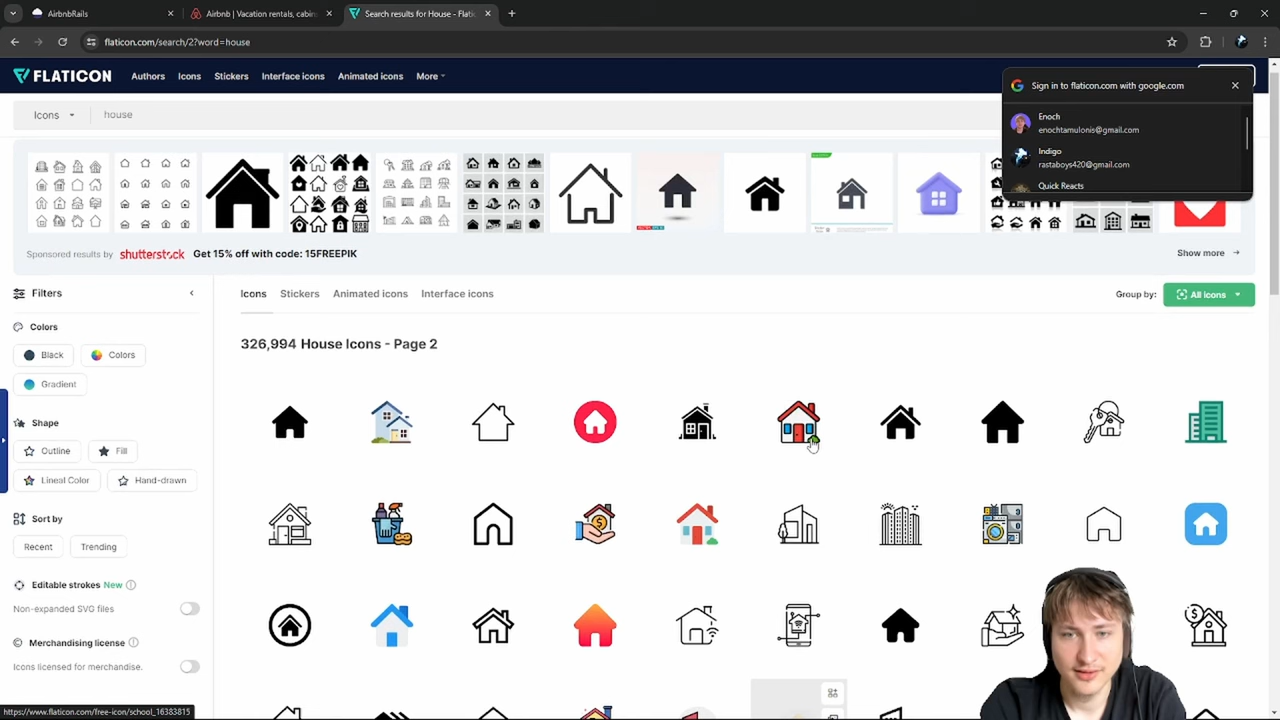 AirbnbRails
Airbnb | Vacation rentals, cabin
Search results for House - Flati
flaticon.com/search/2?word=house
FLATICON
Authors
Icons
Stickers
Interface icons
Animated icons
More
Sign in to flaticon.com with google.com
Enoch
enochtamulonis@gmail.com
Indigo
rastaboys420@gmail.com
Quick Reacts
Icons
house
Sponsored results by shutterstock Get 15% off with code: 15FREEPIK
Show more
Filters
Colors
Black
Colors
Gradient
Shape
Outline
Fill
Lineal Color
Hand-drawn
Sort by
Recent
Trending
Editable strokes New
Non-expanded SVG files
Merchandising license
Icons licensed for merchandise.
Icons
Stickers
Animated icons
Interface icons
Group by:
All icons
326,994 House Icons - Page 2
https://www.flaticon.com/free-icon/school_16383815